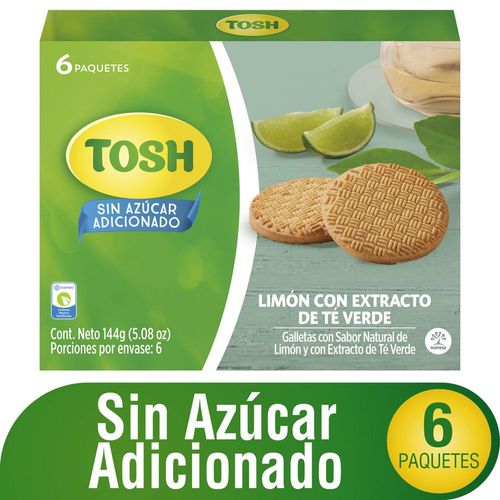 TOSH
6 PAQUETES
TOSH
SIN AZÚCAR
ADICIONADO
Cont. Neto 144g (5.08 oz)
Porciones por envase: 6
LIMÓN CON EXTRACTO
DE TÉ VERDE
Galletas con Sabor Natural de
Limón y con Extracto de Té Verde
nutresa
Sin Azúcar
Adicionado
6
PAQUETES